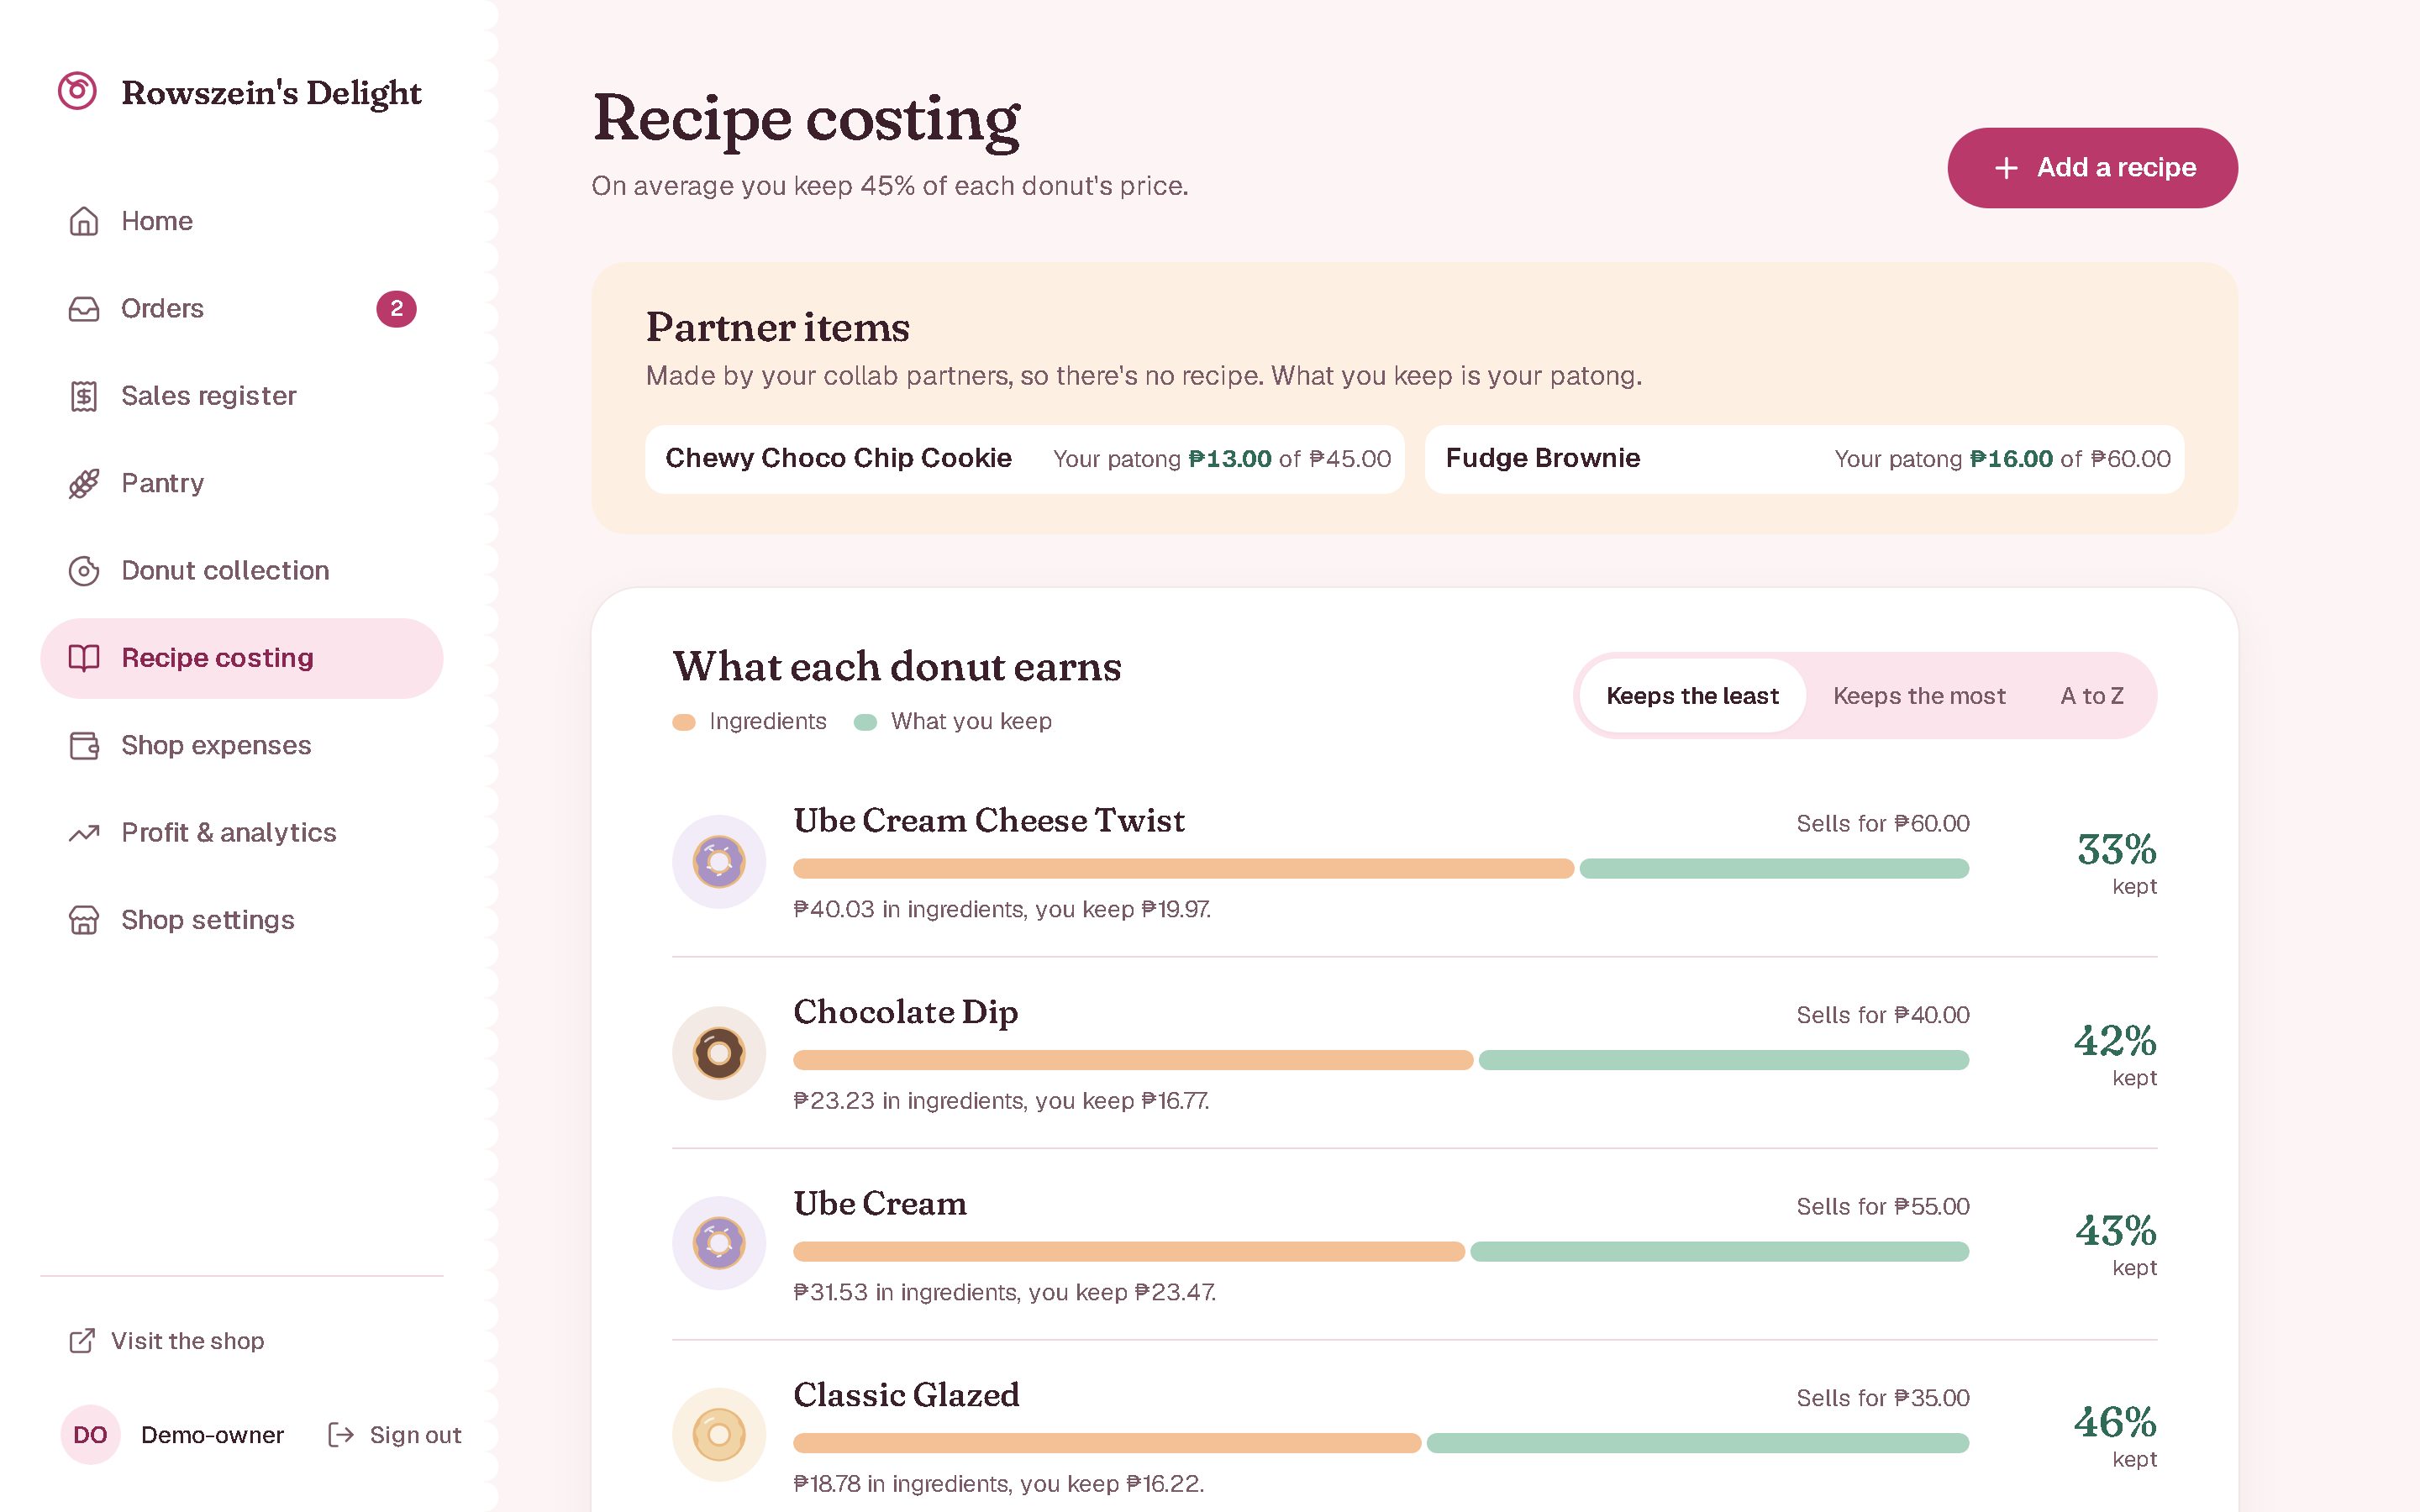 Rowszein's Delight
Home
Orders 2
Sales register
Pantry
Donut collection
Recipe costing
Shop expenses
Profit & analytics
Shop settings
Visit the shop
DO Demo-owner Sign out
Recipe costing
On average you keep 45% of each donut's price.
+ Add a recipe
Partner items
Made by your collab partners, so there's no recipe. What you keep is your patong.
Chewy Choco Chip Cookie Your patong ₱13.00 of ₱45.00
Fudge Brownie Your patong ₱16.00 of ₱60.00
What each donut earns
Ingredients What you keep
Keeps the least Keeps the most A to Z
Ube Cream Cheese Twist Sells for ₱60.00
33%
kept
₱40.03 in ingredients, you keep ₱19.97.
Chocolate Dip Sells for ₱40.00
42%
kept
₱23.23 in ingredients, you keep ₱16.77.
Ube Cream Sells for ₱55.00
43%
kept
₱31.53 in ingredients, you keep ₱23.47.
Classic Glazed Sells for ₱35.00
46%
kept
₱18.78 in ingredients, you keep ₱16.22.